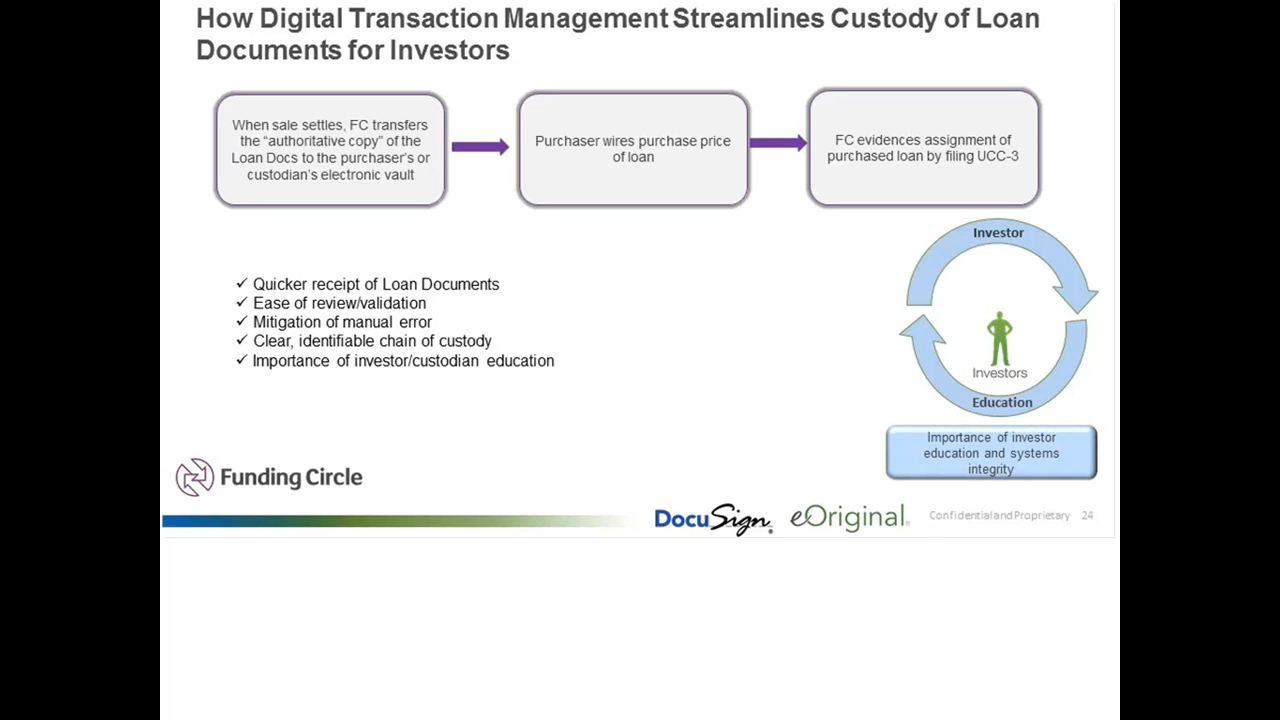 How Digital Transaction Management Streamlines Custody of Loan
Documents for Investors
When sale settles, FC transfers
the “authoritative copy” of the
Loan Docs to the purchaser’s or
custodian’s electronic vault
Purchaser wires purchase price
of loan
FC evidences assignment of
purchased loan by filing UCC-3
✓ Quicker receipt of Loan Documents
✓ Ease of review/validation
✓ Mitigation of manual error
✓ Clear, identifiable chain of custody
✓ Importance of investor/custodian education
Investor
Investors
Education
Importance of investor
education and systems
integrity
Funding Circle
DocuSign®
eOriginal®
Confidential and Proprietary 24